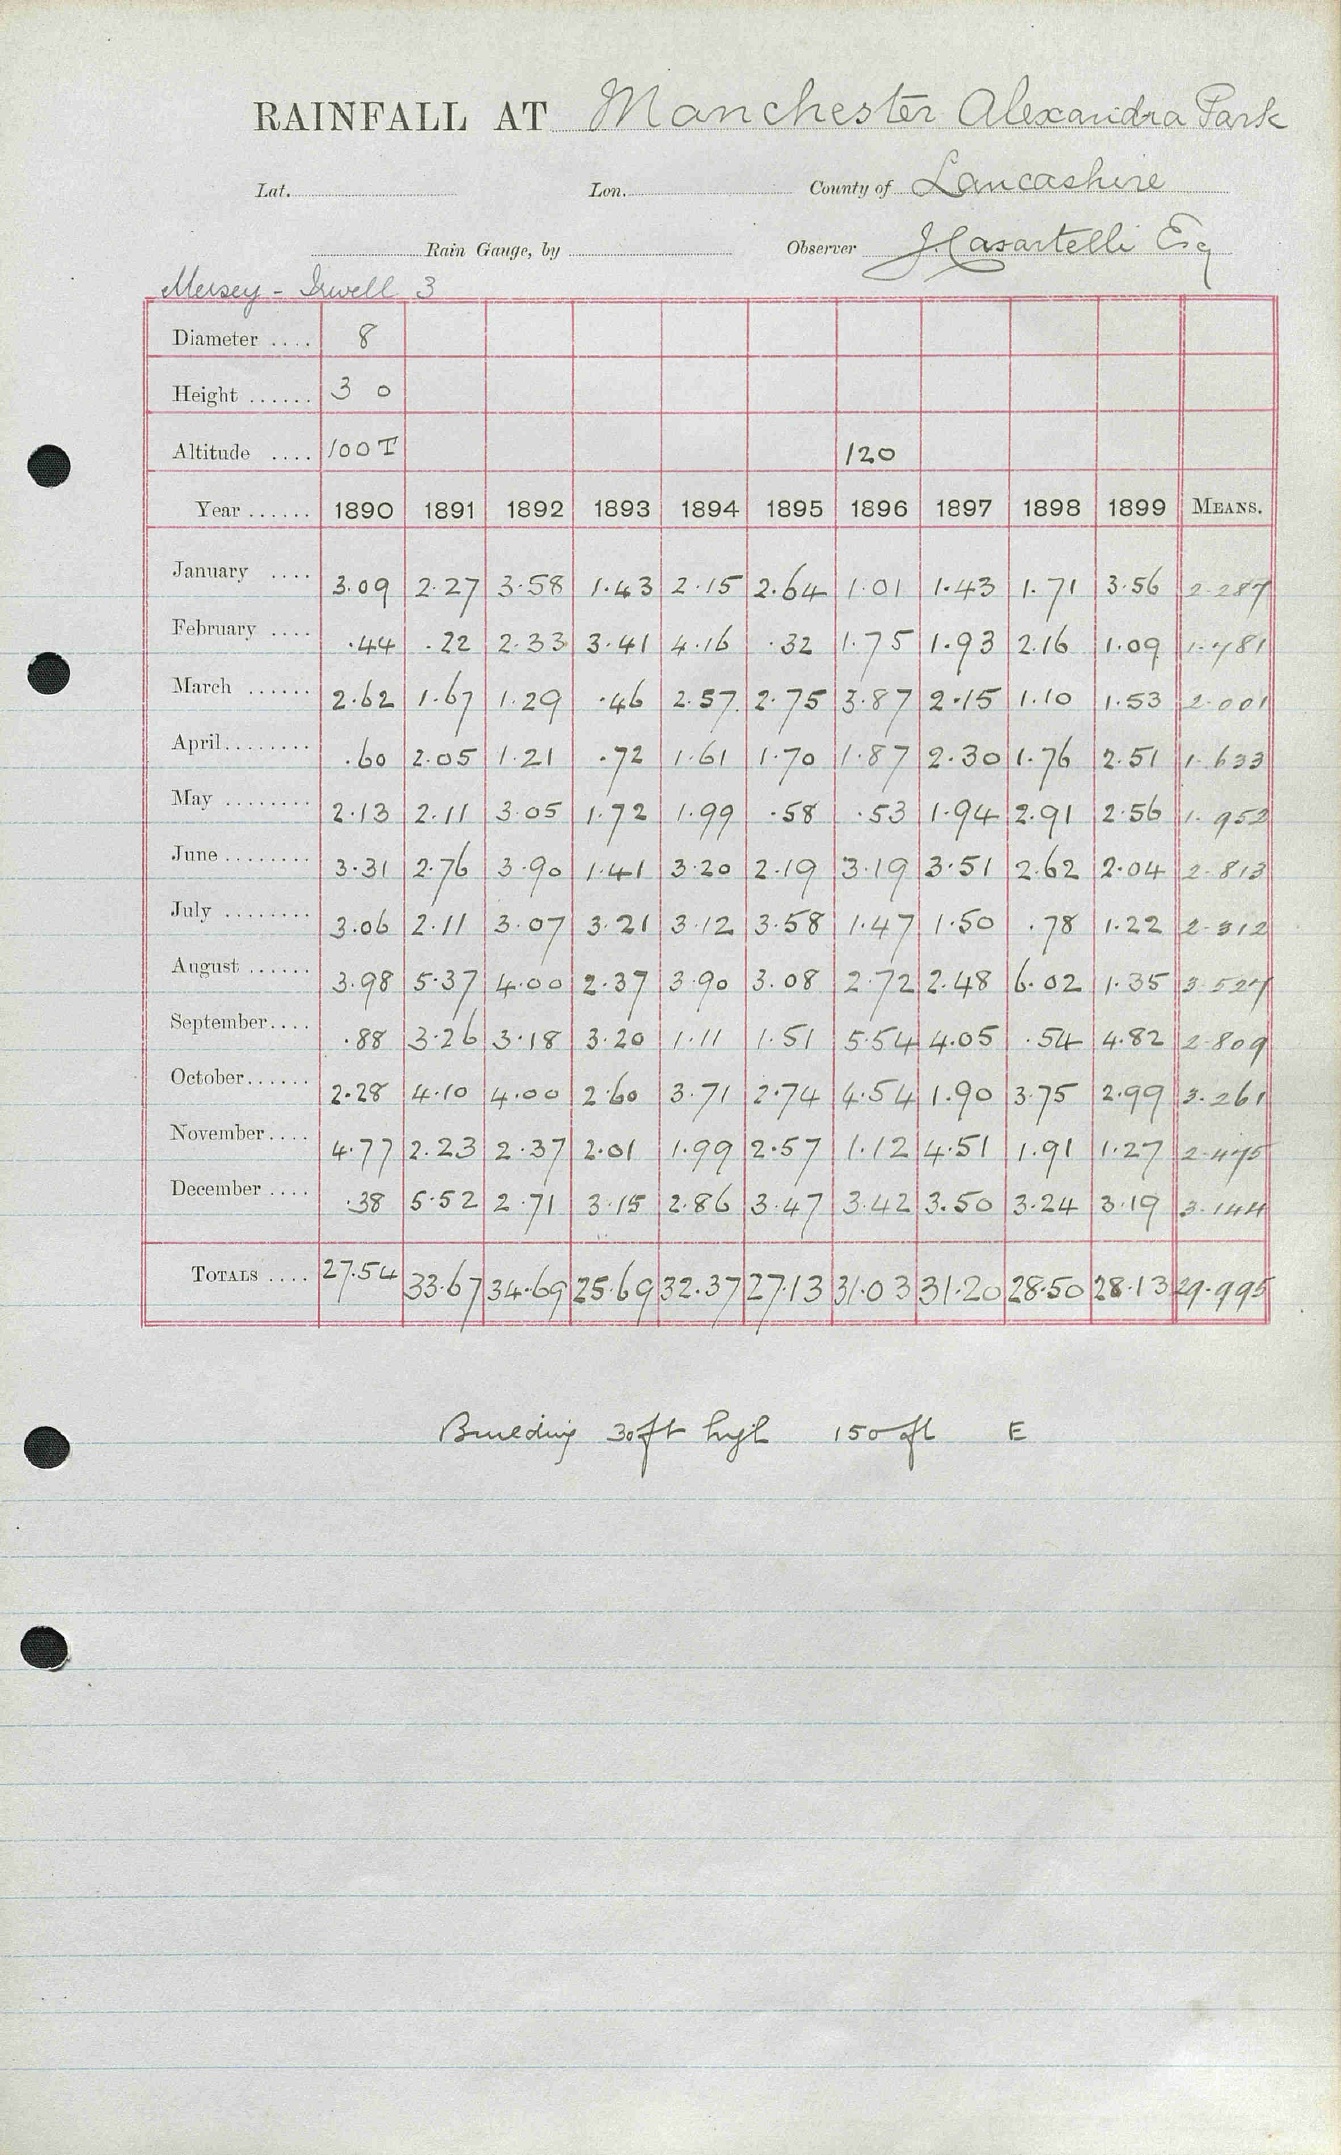 RAINFALL AT Manchester Alexandra Park
Lat. Lon. County of Lancashire
Rain Gauge, by Observer J. Casartelli Esq
Mersey - Irwell 3
Diameter .... 8
Height ...... 3 0
Altitude .... 100T 120
Year ...... 1890 1891 1892 1893 1894 1895 1896 1897 1898 1899 MEANS.
January .... 3.09 2.27 3.58 1.43 2.15 2.64 1.01 1.43 1.71 3.56 2.287
February .... .44 .22 2.33 3.41 4.16 .32 1.75 1.93 2.16 1.09 1.781
March ...... 2.62 1.67 1.29 .46 2.57 2.75 3.87 2.15 1.10 1.53 2.001
April ........ .60 2.05 1.21 .72 1.61 1.70 1.87 2.30 1.76 2.51 1.633
May ........ 2.13 2.11 3.05 1.72 1.99 .58 .53 1.94 2.91 2.56 1.952
June ........ 3.31 2.76 3.90 1.41 3.20 2.19 3.19 3.51 2.62 2.04 2.813
July ........ 3.06 2.11 3.07 3.21 3.12 3.58 1.47 1.50 .78 1.22 2.312
August ...... 3.98 5.37 4.00 2.37 3.90 3.08 2.72 2.48 6.02 1.35 3.527
September.... .88 3.26 3.18 3.20 1.11 1.51 5.54 4.05 .54 4.82 2.809
October...... 2.28 4.10 4.00 2.60 3.71 2.74 4.54 1.90 3.75 2.99 3.261
November.... 4.77 2.23 2.37 2.01 1.99 2.57 1.12 4.51 1.91 1.27 2.475
December .... .38 5.52 2.71 3.15 2.86 3.47 3.42 3.50 3.24 3.19 3.144
TOTALS .... 27.54 33.67 34.69 25.69 32.37 27.13 31.03 31.20 28.50 28.13 29.995
Building 30ft high 150 ft E